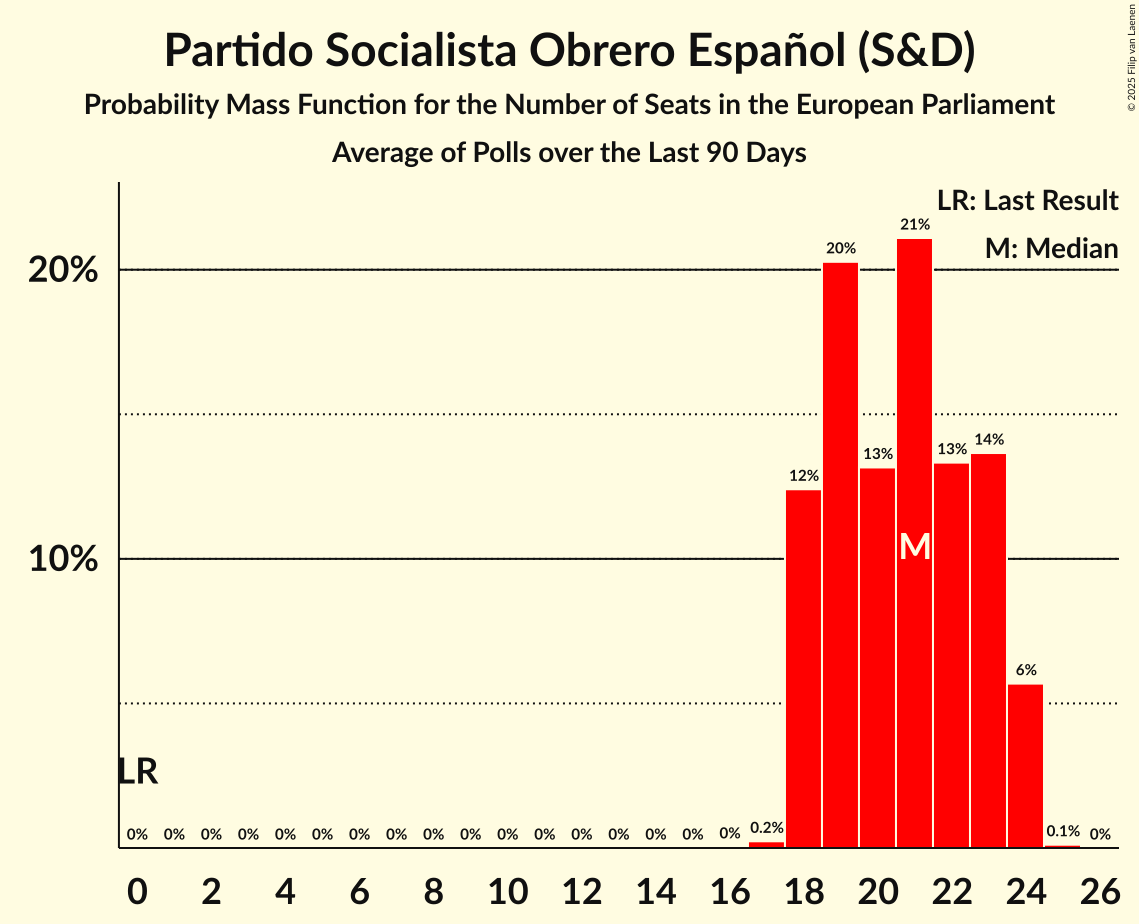 Partido Socialista Obrero Español (S&D)
Probability Mass Function for the Number of Seats in the European Parliament
Average of Polls over the Last 90 Days
© 2025 Filip van Laenen
LR: Last Result
M: Median
20%
10%
21%
20%
14%
13%
13%
12%
6%
M
LR
0% 0% 0% 0% 0% 0% 0% 0% 0% 0% 0% 0% 0% 0% 0% 0% 0% 0.2% 0.1% 0%
0 2 4 6 8 10 12 14 16 18 20 22 24 26